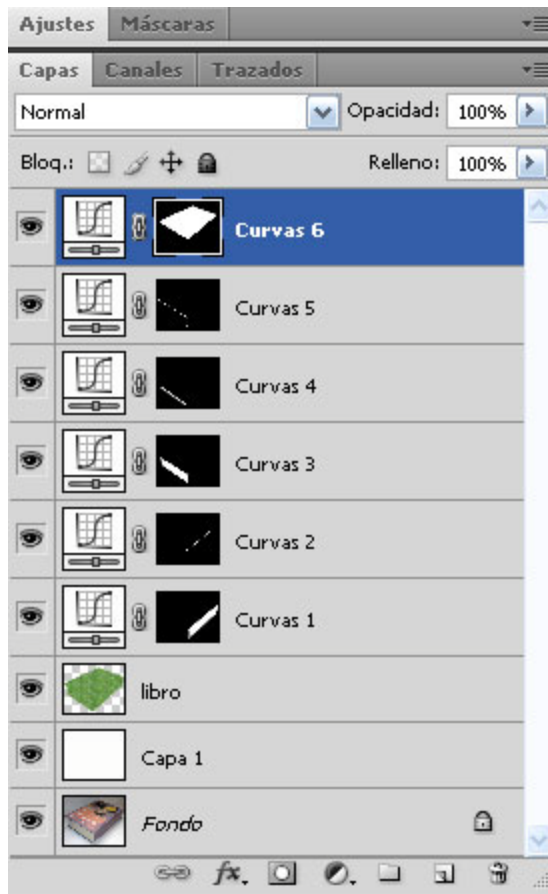 Ajustes Máscaras
Capas Canales Trazados
Normal Opacidad: 100%
Bloq.: Relleno: 100%
Curvas 6
Curvas 5
Curvas 4
Curvas 3
Curvas 2
Curvas 1
libro
Capa 1
Fondo
fx.